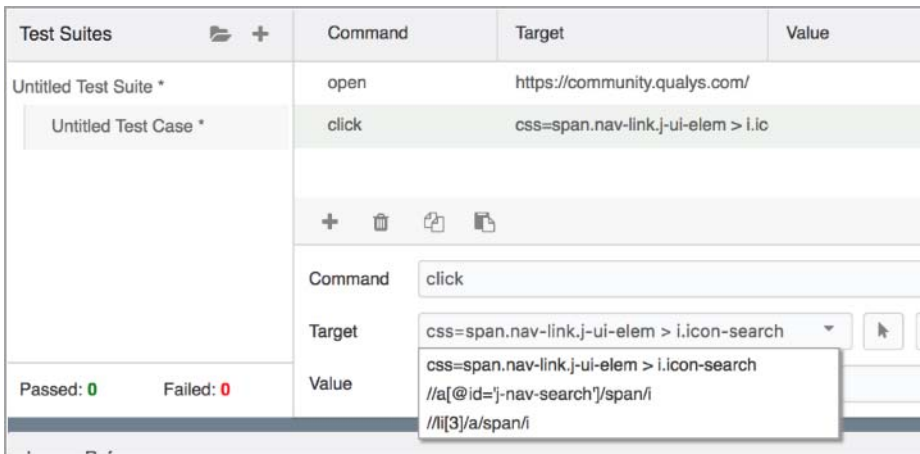 Test Suites
Command Target Value
Untitled Test Suite *
open https://community.qualys.com/
Untitled Test Case *
click css=span.nav-link.j-ui-elem > i.ic
Command click
Target css=span.nav-link.j-ui-elem > i.icon-search
css=span.nav-link.j-ui-elem > i.icon-search
//a[@id='j-nav-search']/span/i
//li[3]/a/span/i
Value
Passed: 0 Failed: 0